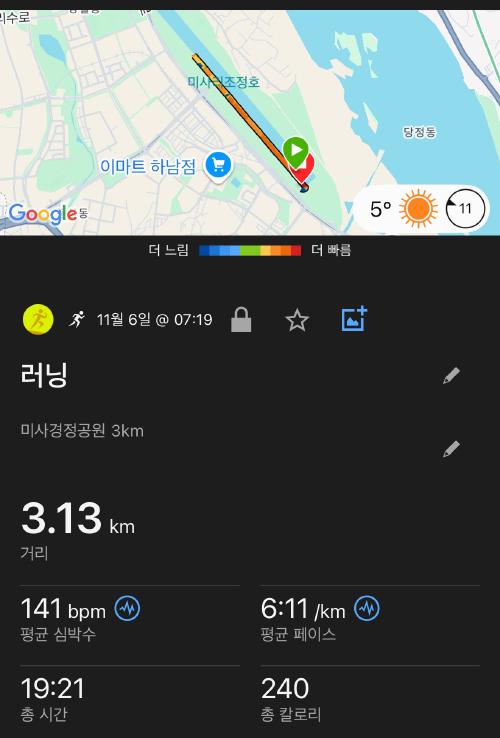 미사리조정호
당정동
이마트 하남점
Google
5°
11
더 느림
더 빠름
11월 6일 @ 07:19
러닝
미사경정공원 3km
3.13 km
거리
141 bpm
6:11 /km
평균 심박수
평균 페이스
19:21
240
총 시간
총 칼로리